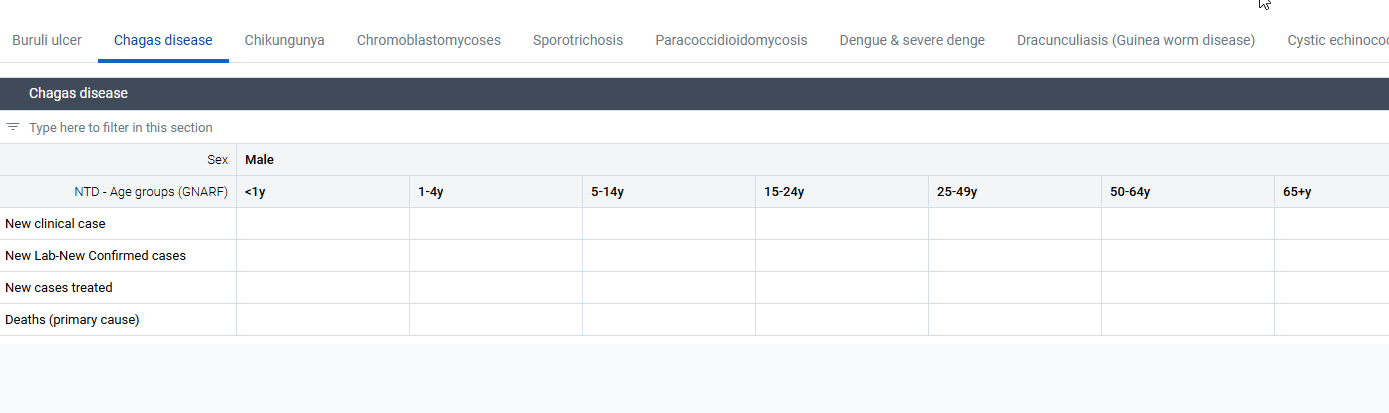 Buruli ulcer Chagas disease Chikungunya Chromoblastomycoses Sporotrichosis Paracoccidioidomycosis Dengue & severe denge Dracunculiasis (Guinea worm disease) Cystic echinococ
Chagas disease
Type here to filter in this section
Sex Male
NTD - Age groups (GNARF) <1y 1-4y 5-14y 15-24y 25-49y 50-64y 65+y
New clinical case
New Lab-New Confirmed cases
New cases treated
Deaths (primary cause)